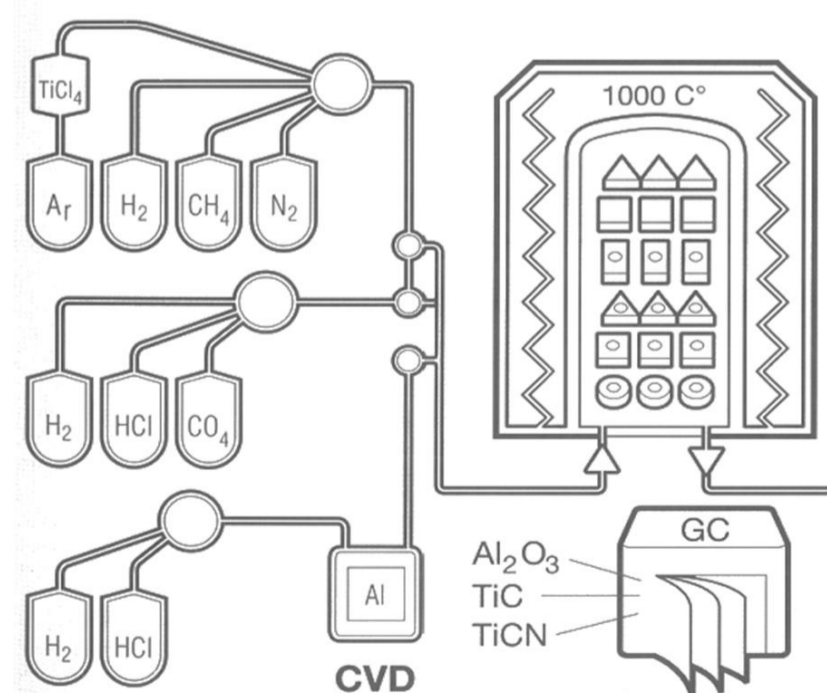 TiCl₄
1000 C°
Ar H₂ CH₄ N₂
H₂ HCl CO₄
GC
Al₂O₃
TiC
TiCN
Al
H₂ HCl
CVD